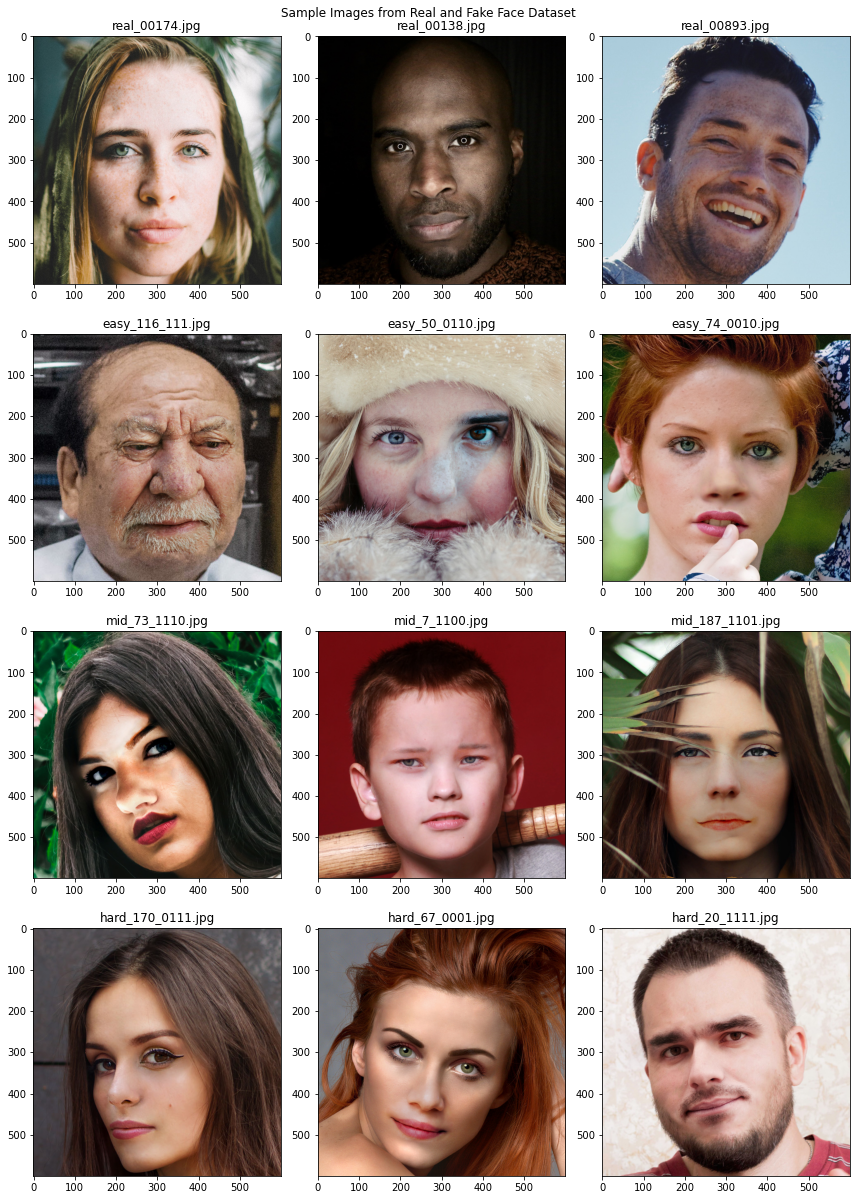 Sample Images from Real and Fake Face Dataset
real_00174.jpg real_00138.jpg real_00893.jpg
0 0 0
100 100 100
200 200 200
300 300 300
400 400 400
500 500 500
0 100 200 300 400 500 0 100 200 300 400 500 0 100 200 300 400 500
easy_116_111.jpg easy_50_0110.jpg easy_74_0010.jpg
0 0 0
100 100 100
200 200 200
300 300 300
400 400 400
500 500 500
0 100 200 300 400 500 0 100 200 300 400 500 0 100 200 300 400 500
mid_73_1110.jpg mid_7_1100.jpg mid_187_1101.jpg
0 0 0
100 100 100
200 200 200
300 300 300
400 400 400
500 500 500
0 100 200 300 400 500 0 100 200 300 400 500 0 100 200 300 400 500
hard_170_0111.jpg hard_67_0001.jpg hard_20_1111.jpg
0 0 0
100 100 100
200 200 200
300 300 300
400 400 400
500 500 500
0 100 200 300 400 500 0 100 200 300 400 500 0 100 200 300 400 500